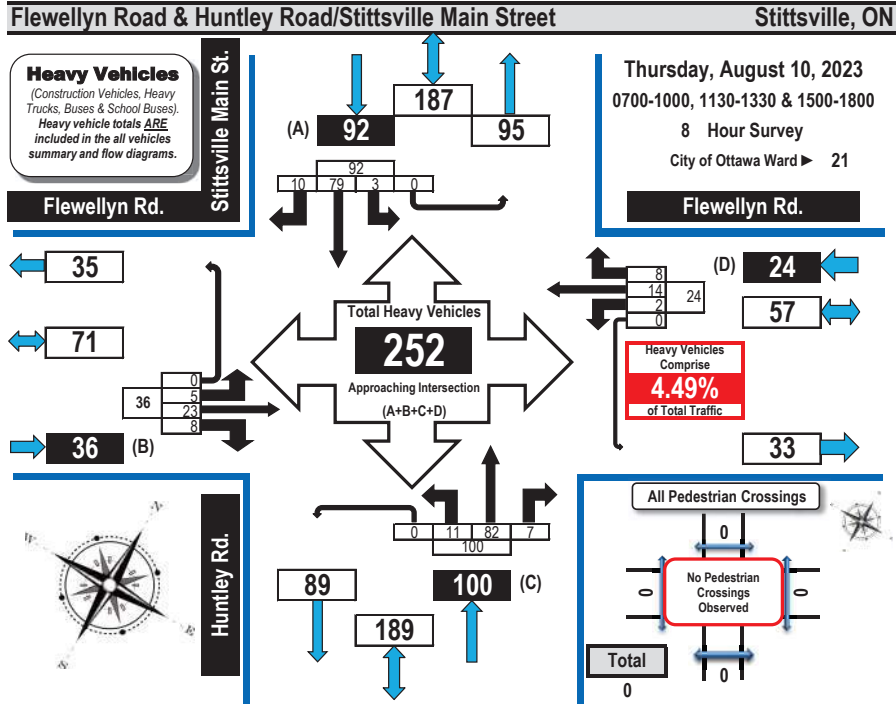 Flewellyn Road & Huntley Road/Stittsville Main Street Stittsville, ON
Heavy Vehicles
(Construction Vehicles, Heavy
Trucks, Buses & School Buses).
Heavy vehicle totals ARE
included in the all vehicles
summary and flow diagrams.
Stittsville Main St.
Flewellyn Rd.
187
(A) 92 95
92
10 79 3 0
Thursday, August 10, 2023
0700-1000, 1130-1330 & 1500-1800
8 Hour Survey
City of Ottawa Ward ► 21
Flewellyn Rd.
35
71
0
5
23
8
36
36 (B)
Total Heavy Vehicles
252
Approaching Intersection
(A+B+C+D)
8
14
2
0
24
(D) 24
57
Heavy Vehicles
Comprise
4.49%
of Total Traffic
33
N
W
E
S
Huntley Rd.
0 11 82 7
100
89 100 (C)
189
All Pedestrian Crossings
0
0 No Pedestrian
Crossings
Observed
0
0
Total
0